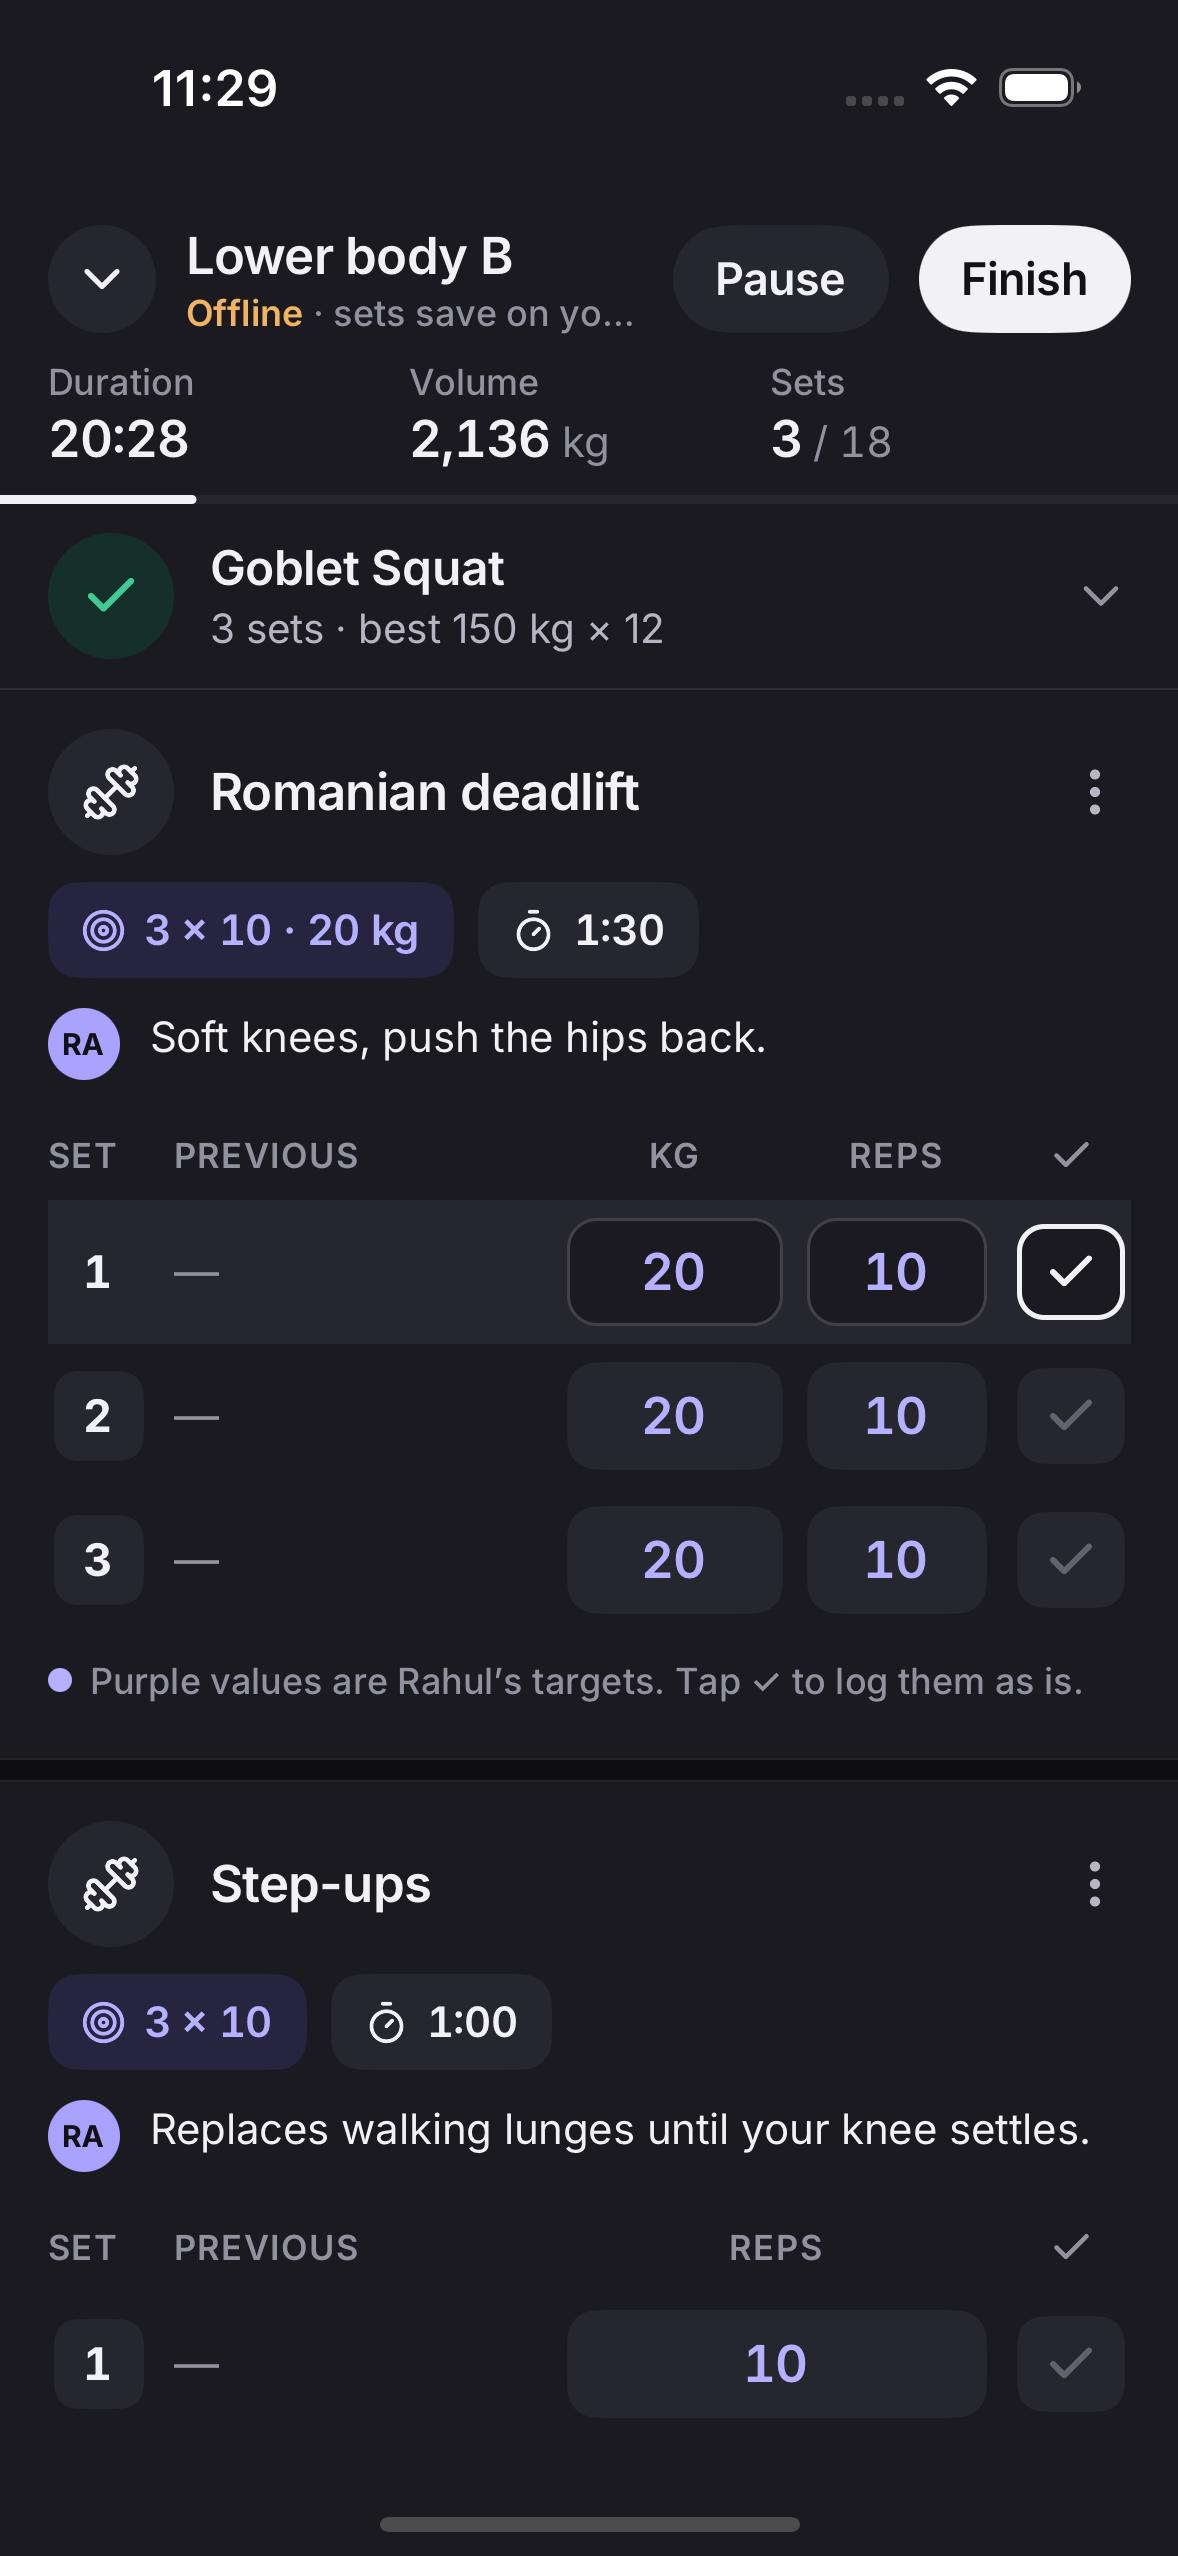 11:29
Lower body B
Offline · sets save on yo...
Pause
Finish
Duration
Volume
Sets
20:28
2,136 kg
3 / 18
Goblet Squat
3 sets · best 150 kg × 12
Romanian deadlift
3 × 10 · 20 kg
1:30
RA
Soft knees, push the hips back.
SET PREVIOUS KG REPS ✓
1 — 20 10 ✓
2 — 20 10 ✓
3 — 20 10 ✓
Purple values are Rahul’s targets. Tap ✓ to log them as is.
Step-ups
3 × 10
1:00
RA
Replaces walking lunges until your knee settles.
SET PREVIOUS REPS ✓
1 — 10 ✓